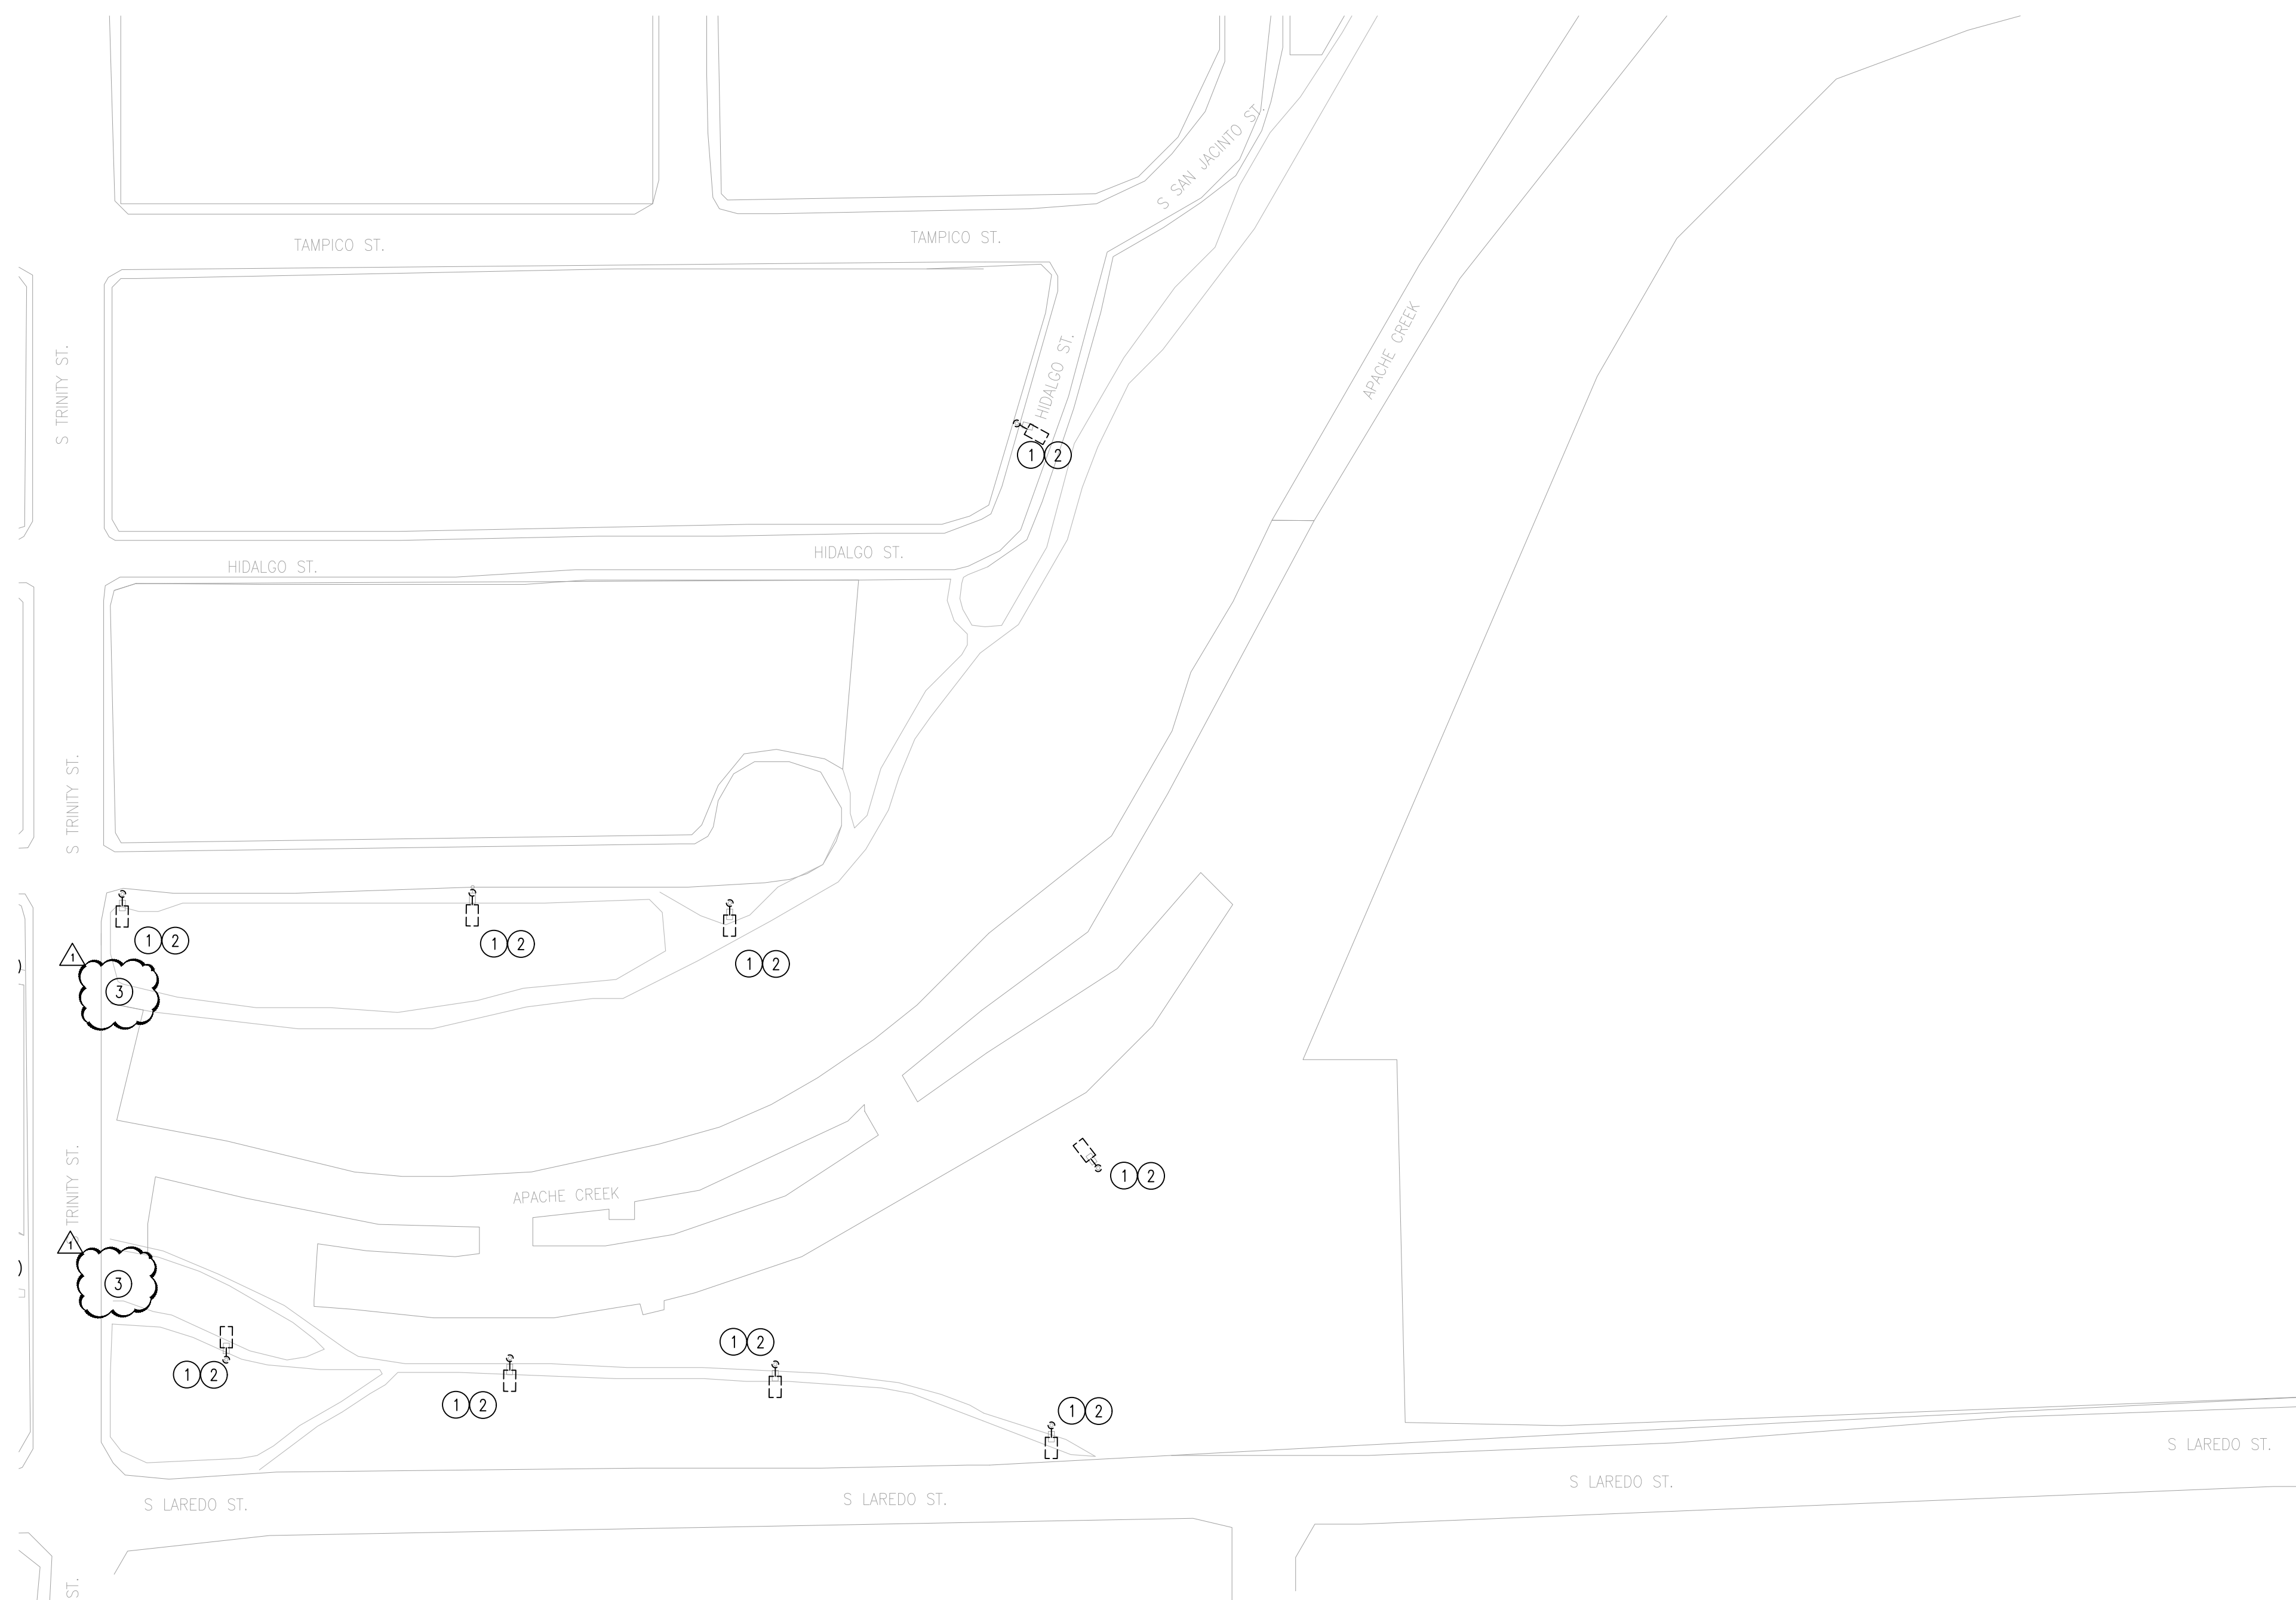 S SAN JACINTO ST.
TAMPICO ST.
TAMPICO ST.
S TRINITY ST.
APACHE CREEK
HIDALGO ST.
1 2
HIDALGO ST.
HIDALGO ST.
S TRINITY ST.
1 2
1 2
1 2
1
3
S TRINITY ST.
1 2
APACHE CREEK
1
3
1 2
1 2
1 2
1 2
S LAREDO ST.
S LAREDO ST.
S LAREDO ST.
S LAREDO ST.
ST.